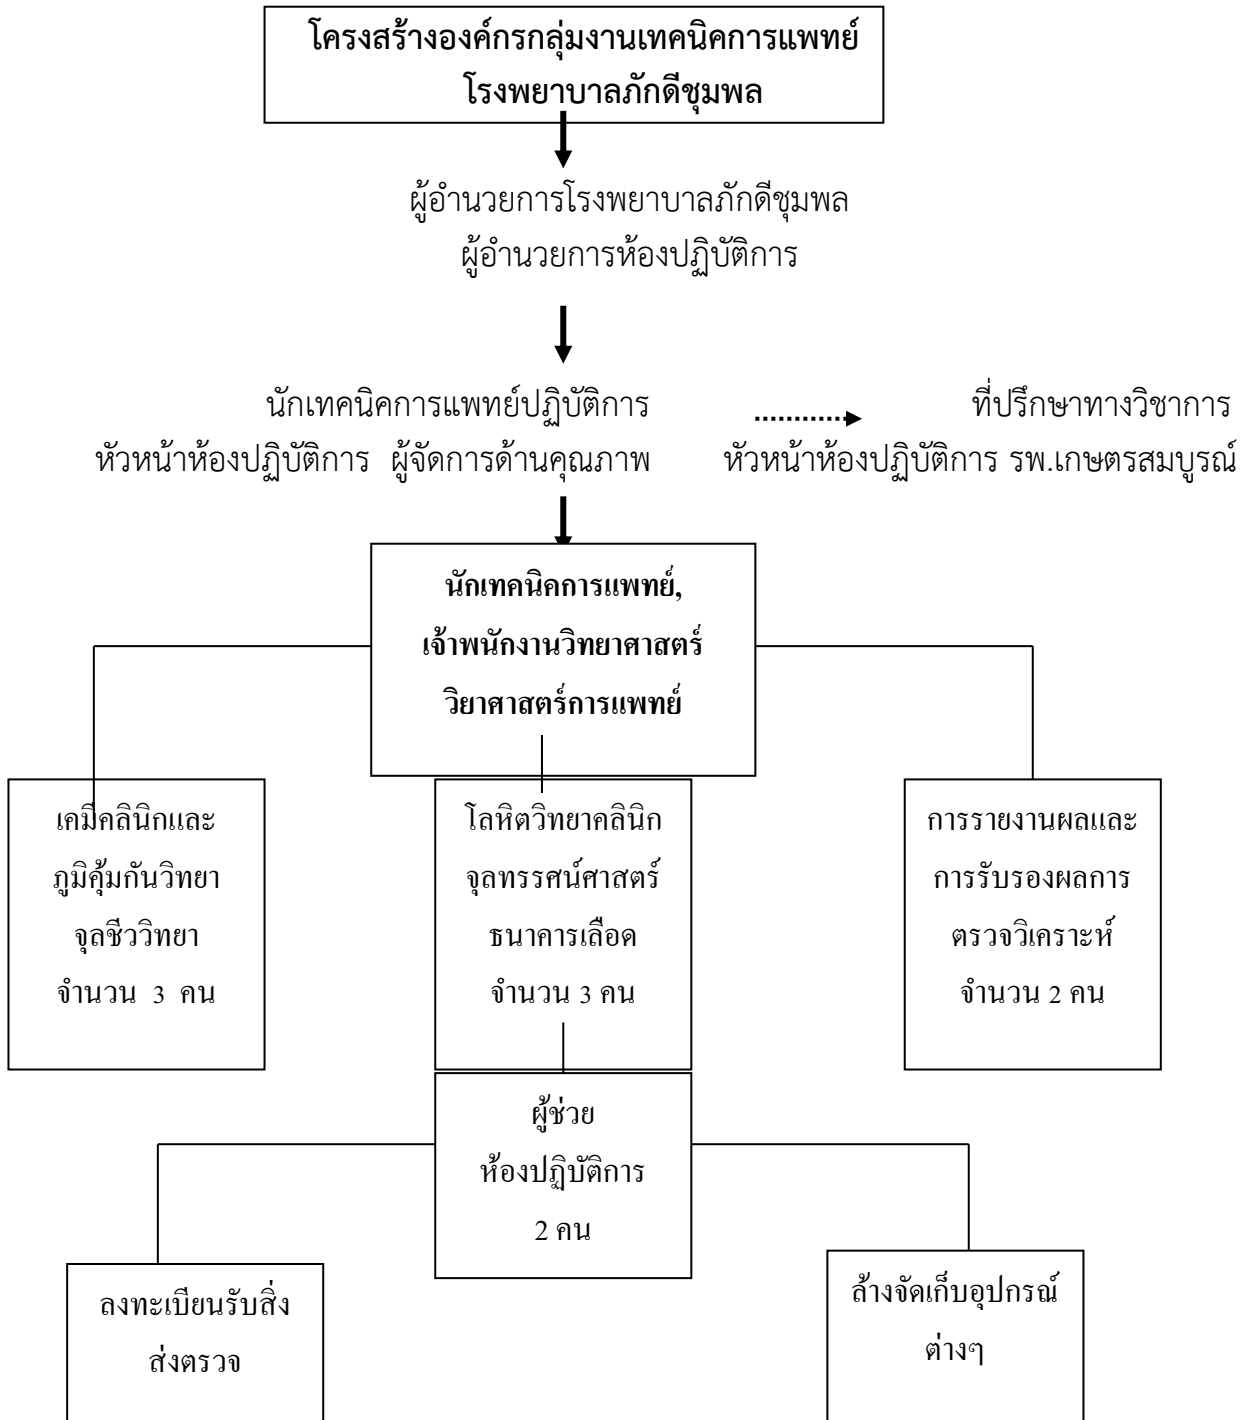 โครงสร้างองค์กรกลุ่มงานเทคนิคการแพทย์
โรงพยาบาลภักดีชุมพล
ผู้อำนวยการโรงพยาบาลภักดีชุมพล
ผู้อำนวยการห้องปฏิบัติการ
นักเทคนิคการแพทย์ปฏิบัติการ
ที่ปรึกษาทางวิชาการ
หัวหน้าห้องปฏิบัติการ ผู้จัดการด้านคุณภาพ
หัวหน้าห้องปฏิบัติการ รพ.เกษตรสมบูรณ์
นักเทคนิคการแพทย์,
เจ้าพนักงานวิทยาศาสตร์
วิยาศาสตร์การแพทย์
เคมีคลินิกและ
ภูมิคุ้มกันวิทยา
จุลชีววิทยา
จำนวน 3 คน
โลหิตวิทยาคลินิก
จุลทรรศน์ศาสตร์
ธนาคารเลือด
จำนวน 3 คน
การรายงานผลและ
การรับรองผลการ
ตรวจวิเคราะห์
จำนวน 2 คน
ผู้ช่วย
ห้องปฏิบัติการ
2 คน
ลงทะเบียนรับสิ่ง
ส่งตรวจ
ล้างจัดเก็บอุปกรณ์
ต่างๆ